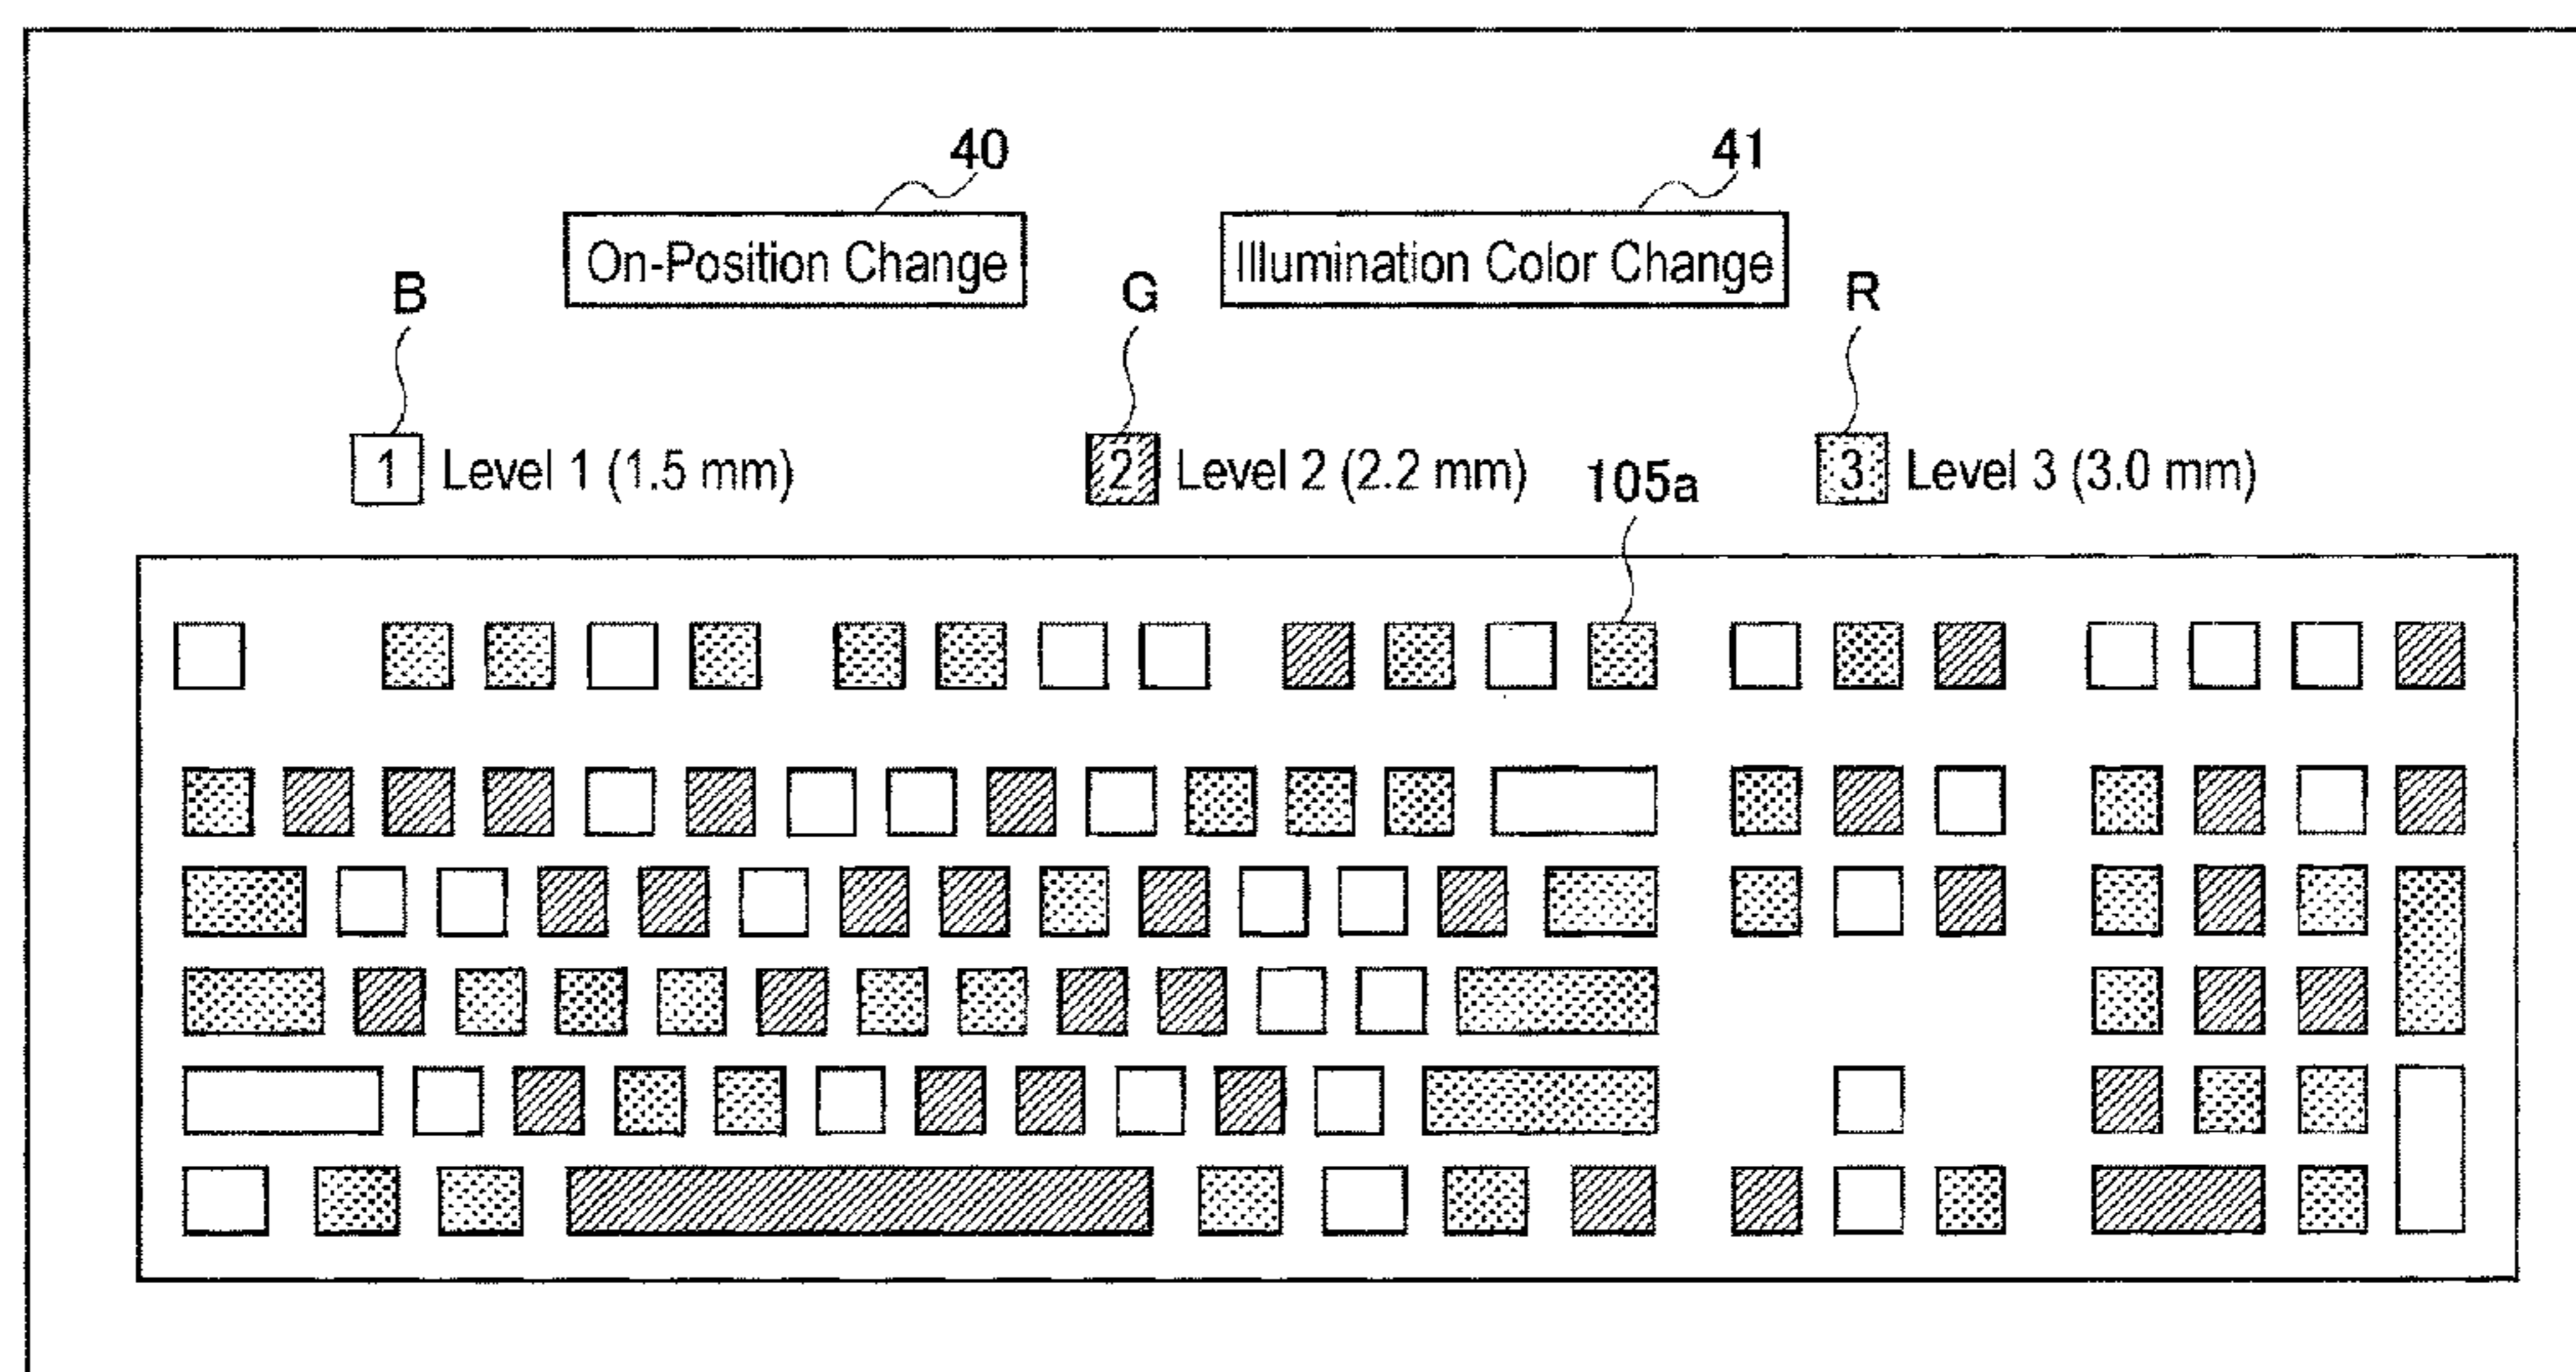 40
41
On-Position Change
Illumination Color Change
B
G
R
1 Level 1 (1.5 mm)
2 Level 2 (2.2 mm)
3 Level 3 (3.0 mm)
105a